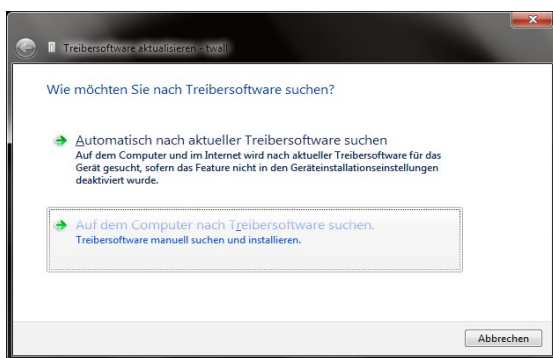 Treibersoftware aktualisieren - twall
Wie möchten Sie nach Treibersoftware suchen?
Automatisch nach aktueller Treibersoftware suchen
Auf dem Computer und im Internet wird nach aktueller Treibersoftware für das
Gerät gesucht, sofern das Feature nicht in den Geräteinstallationseinstellungen
deaktiviert wurde.
Auf dem Computer nach Treibersoftware suchen.
Treibersoftware manuell suchen und installieren.
Abbrechen